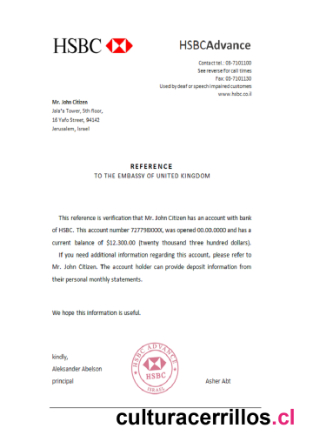 HSBC
HSBCAdvance
Contact tel.: 03-7101100
See reverse for call times
Fax: 03-7101130
Used by deaf or speech impaired customers
www.hsbc.co.il
Mr. John Citizen
Jola's Tower, 5th floor,
16 Yafo Street, 94142
Jerusalem, Israel
REFERENCE
TO THE EMBASSY OF UNITED KINGDOM
This reference is verification that Mr. John Citizen has an account with bank
of HSBC. This account number 727798XXXX, was opened 00.00.0000 and has a
current balance of $12.300.00 (twenty thousand three hundred dollars).
If you need additional information regarding this account, please refer to
Mr. John Citizen. The account holder can provide deposit information from
their personal monthly statements.
We hope this information is useful.
kindly,
Aleksander Abelson
principal
HSBC ADVANCE
HSBC
ISRAEL
Asher Abt
culturacerrillos.cl